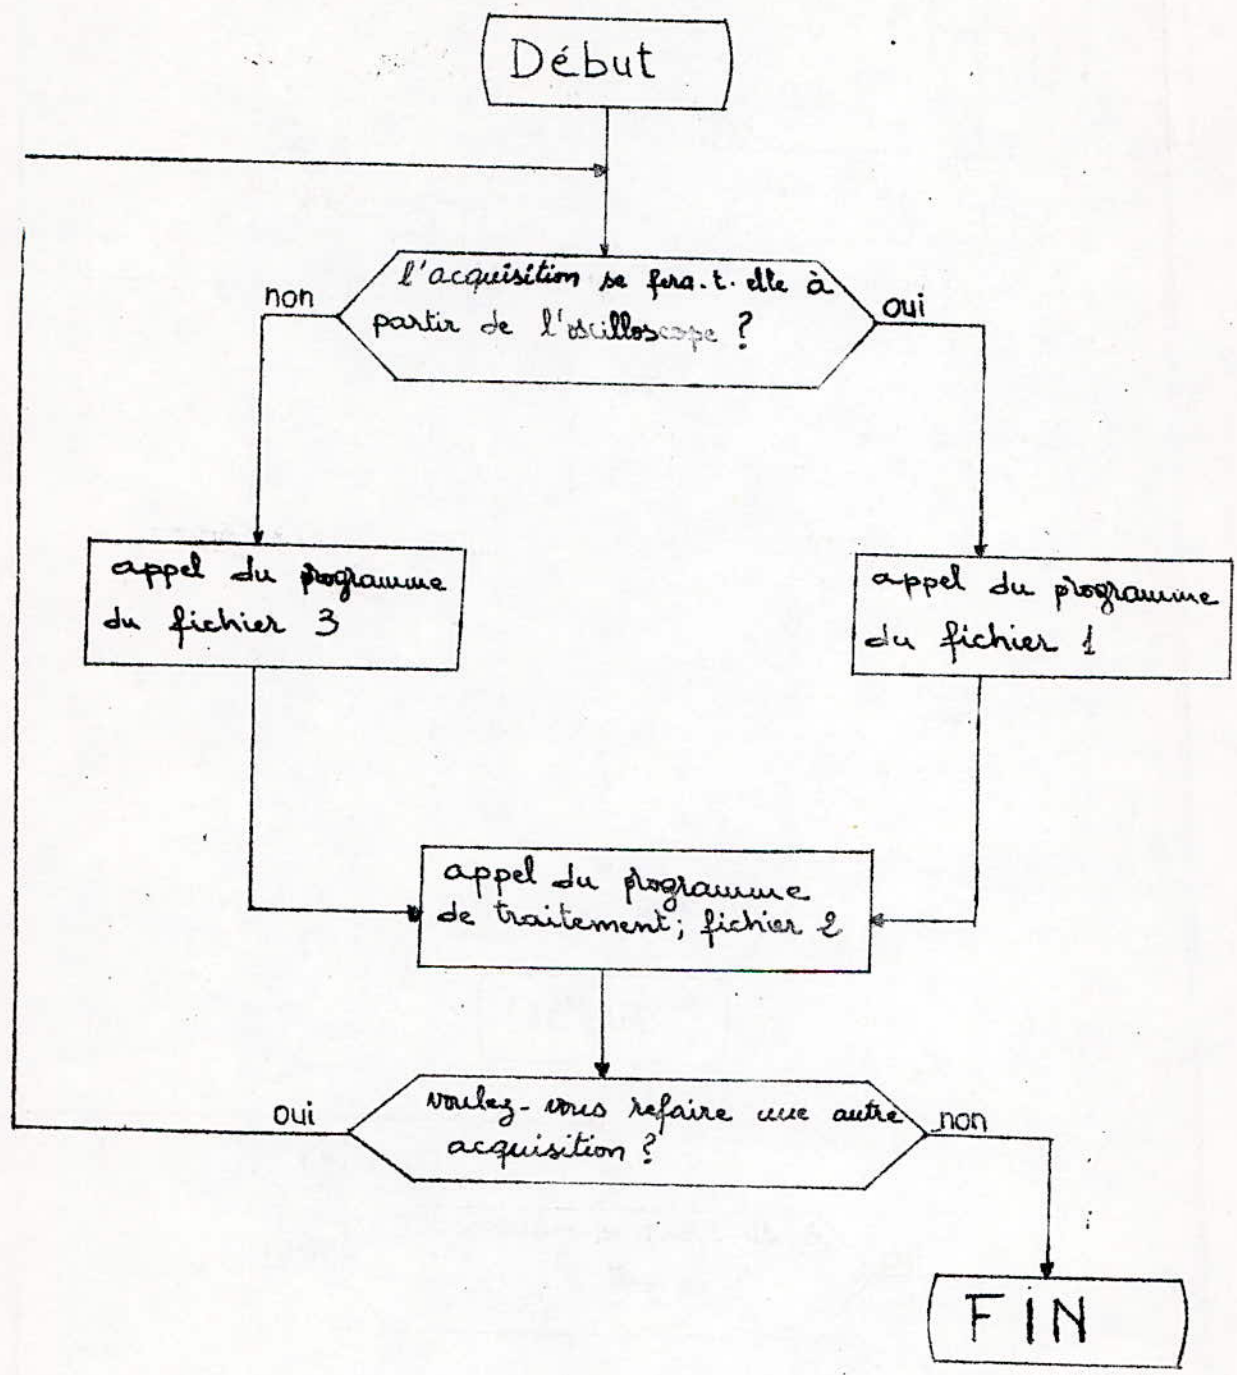 Début
l'acquisition se fera-t-elle à
partir de l'oscilloscope ?
non
oui
appel du programme
du fichier 3
appel du programme
du fichier 1
appel du programme
de traitement; fichier 2
voulez-vous refaire une autre
acquisition ?
oui
non
FIN